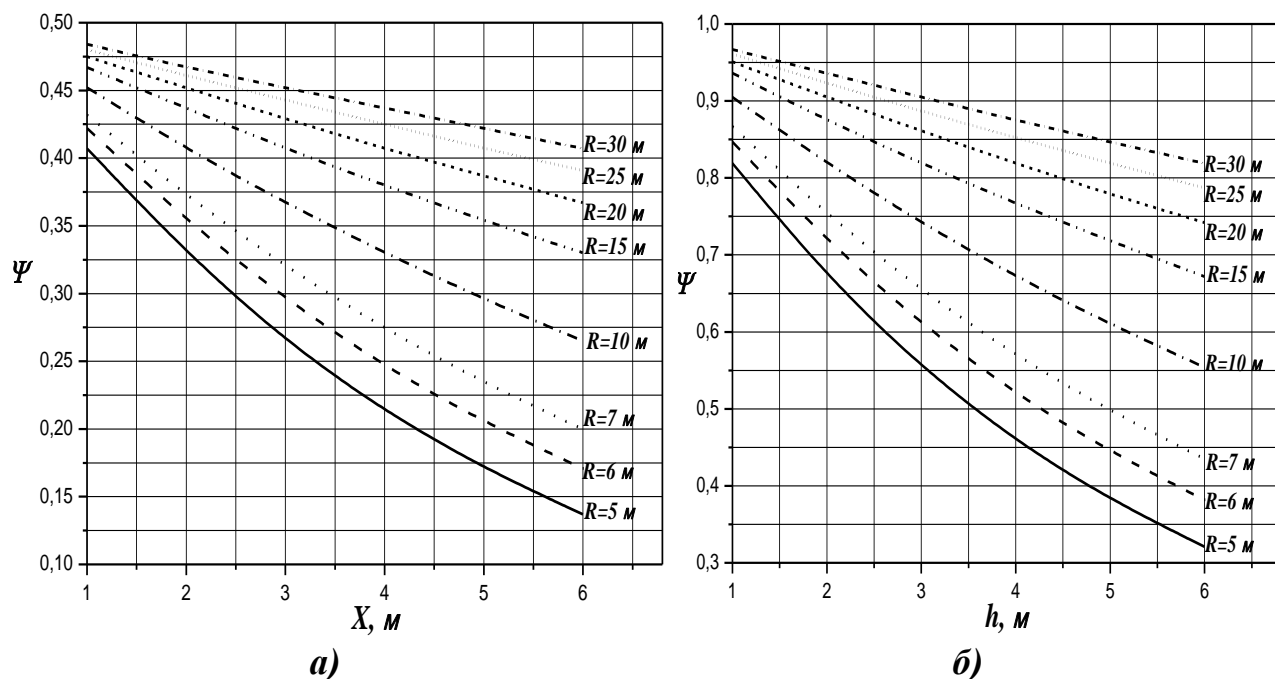 0,50
0,45
0,40
0,35
0,30
0,25
0,20
0,15
0,10
Ψ
R=30 м
R=25 м
R=20 м
R=15 м
R=10 м
R=7 м
R=6 м
R=5 м
1 2 3 4 5 6
X, м
а)
1,0
0,9
0,8
0,7
0,6
0,5
0,4
0,3
Ψ
R=30 м
R=25 м
R=20 м
R=15 м
R=10 м
R=7 м
R=6 м
R=5 м
1 2 3 4 5 6
h, м
б)